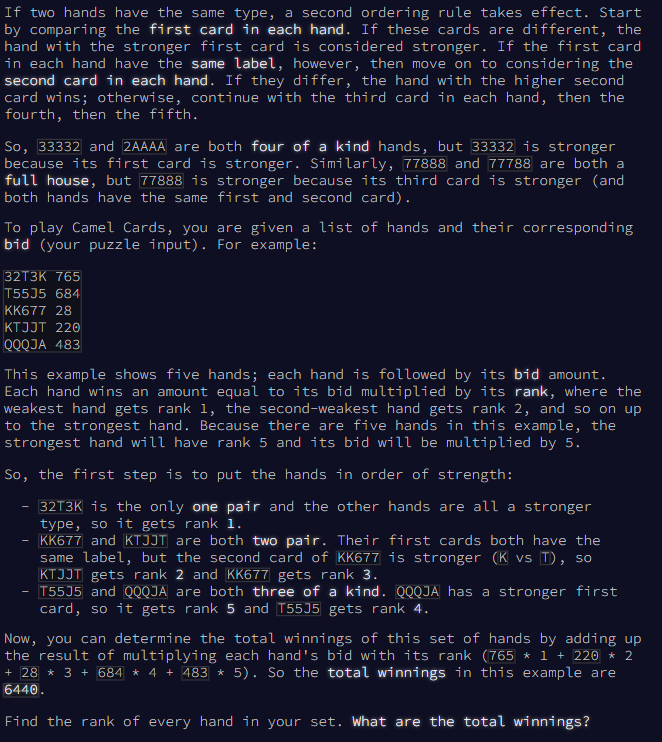 If two hands have the same type, a second ordering rule takes effect. Start
by comparing the first card in each hand. If these cards are different, the
hand with the stronger first card is considered stronger. If the first card
in each hand have the same label, however, then move on to considering the
second card in each hand. If they differ, the hand with the higher second
card wins; otherwise, continue with the third card in each hand, then the
fourth, then the fifth.
So, 33332 and 2AAAA are both four of a kind hands, but 33332 is stronger
because its first card is stronger. Similarly, 77888 and 77788 are both a
full house, but 77888 is stronger because its third card is stronger (and
both hands have the same first and second card).
To play Camel Cards, you are given a list of hands and their corresponding
bid (your puzzle input). For example:
32T3K 765
T55J5 684
KK677 28
KTJJT 220
QQQJA 483
This example shows five hands; each hand is followed by its bid amount.
Each hand wins an amount equal to its bid multiplied by its rank, where the
weakest hand gets rank 1, the second-weakest hand gets rank 2, and so on up
to the strongest hand. Because there are five hands in this example, the
strongest hand will have rank 5 and its bid will be multiplied by 5.
So, the first step is to put the hands in order of strength:
- 32T3K is the only one pair and the other hands are all a stronger
type, so it gets rank 1.
- KK677 and KTJJT are both two pair. Their first cards both have the
same label, but the second card of KK677 is stronger (K vs T), so
KTJJT gets rank 2 and KK677 gets rank 3.
- T55J5 and QQQJA are both three of a kind. QQQJA has a stronger first
card, so it gets rank 5 and T55J5 gets rank 4.
Now, you can determine the total winnings of this set of hands by adding up
the result of multiplying each hand's bid with its rank (765 * 1 + 220 * 2
+ 28 * 3 + 684 * 4 + 483 * 5). So the total winnings in this example are
6440.
Find the rank of every hand in your set. What are the total winnings?